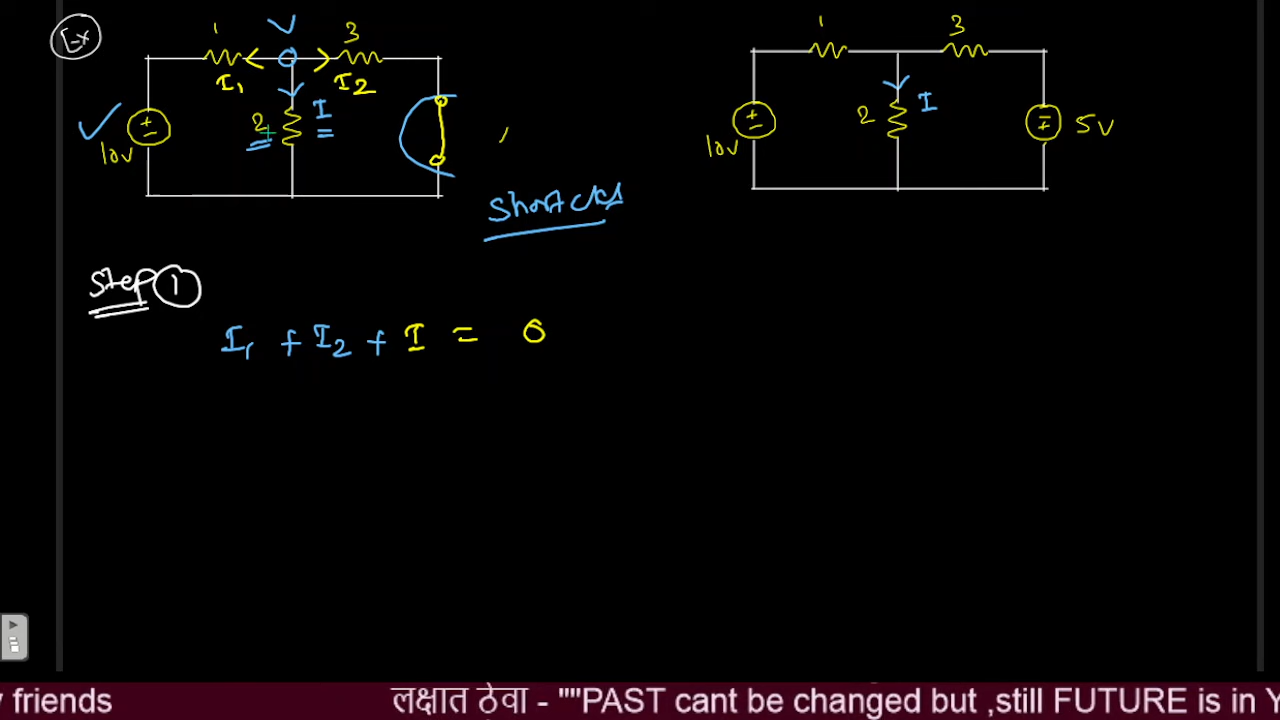 Ex
1 V 3 1 3
I1 I2
2 I 2 I
10V 10V 5V
Short ckt
Step 1
I1 + I2 + I = 0
y friends लक्षात ठेवा - ""PAST cant be changed but ,still FUTURE is in Y